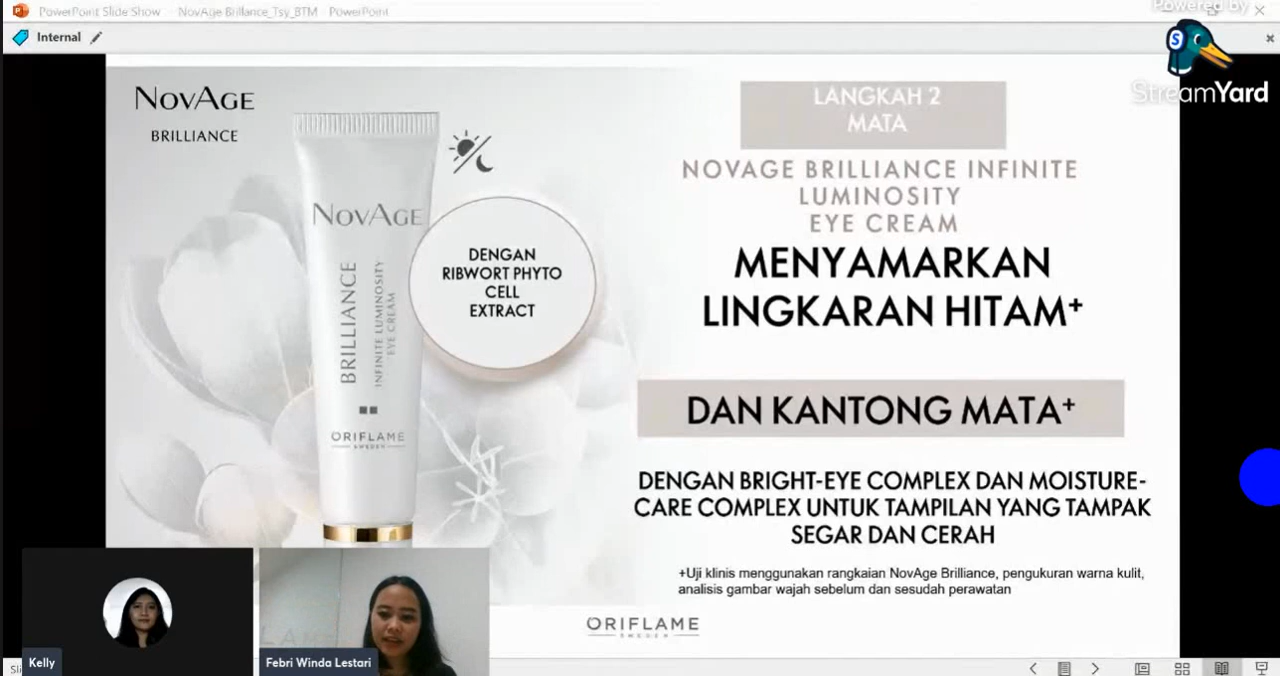 PowerPoint Slide Show - NovAge Brillance_Tsy_BTM - PowerPoint
Powered by
StreamYard
Internal
NOVAGE
BRILLIANCE
NOVAGE
BRILLIANCE
INFINITE LUMINOSITY
EYE CREAM
ORIFLAME
SWEDEN
DENGAN
RIBWORT PHYTO
CELL
EXTRACT
LANGKAH 2
MATA
NOVAGE BRILLIANCE INFINITE
LUMINOSITY
EYE CREAM
MENYAMARKAN
LINGKARAN HITAM+
DAN KANTONG MATA+
DENGAN BRIGHT-EYE COMPLEX DAN MOISTURE-
CARE COMPLEX UNTUK TAMPILAN YANG TAMPAK
SEGAR DAN CERAH
+Uji klinis menggunakan rangkaian NovAge Brilliance, pengukuran warna kulit,
analisis gambar wajah sebelum dan sesudah perawatan
ORIFLAME
SWEDEN
Kelly
Febri Winda Lestari